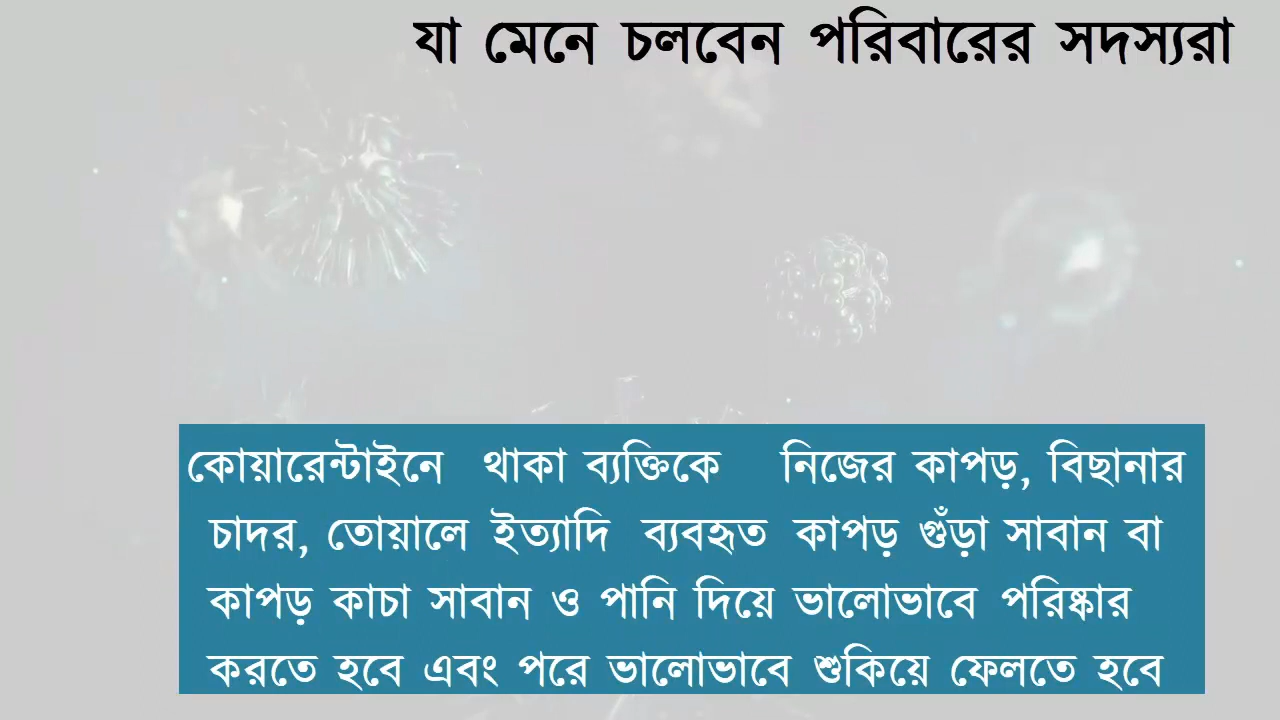 যা মেনে চলবেন পরিবারের সদস্যরা
কোয়ারেন্টাইনে থাকা ব্যক্তিকে নিজের কাপড়, বিছানার
চাদর, তোয়ালে ইত্যাদি ব্যবহৃত কাপড় গুঁড়া সাবান বা
কাপড় কাচা সাবান ও পানি দিয়ে ভালোভাবে পরিষ্কার
করতে হবে এবং পরে ভালোভাবে শুকিয়ে ফেলতে হবে